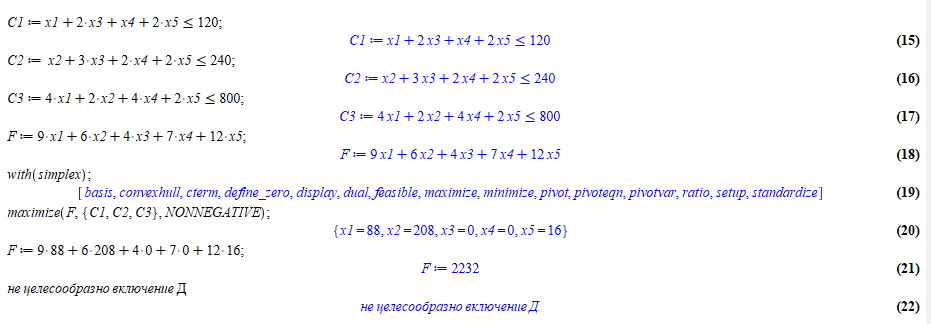 C1 := x1 + 2·x3 + x4 + 2·x5 ≤ 120;
C1 := x1 + 2 x3 + x4 + 2 x5 ≤ 120 (15)
C2 := x2 + 3·x3 + 2·x4 + 2·x5 ≤ 240;
C2 := x2 + 3 x3 + 2 x4 + 2 x5 ≤ 240 (16)
C3 := 4·x1 + 2·x2 + 4·x4 + 2·x5 ≤ 800;
C3 := 4 x1 + 2 x2 + 4 x4 + 2 x5 ≤ 800 (17)
F := 9·x1 + 6·x2 + 4·x3 + 7·x4 + 12·x5;
F := 9 x1 + 6 x2 + 4 x3 + 7 x4 + 12 x5 (18)
with(simplex);
[basis, convexhull, cterm, define_zero, display, dual, feasible, maximize, minimize, pivot, pivoteqn, pivotvar, ratio, setup, standardize] (19)
maximize(F, {C1, C2, C3}, NONNEGATIVE);
{x1 = 88, x2 = 208, x3 = 0, x4 = 0, x5 = 16} (20)
F := 9·88 + 6·208 + 4·0 + 7·0 + 12·16;
F := 2232 (21)
не целесообразно включение Д
не целесообразно включение Д (22)